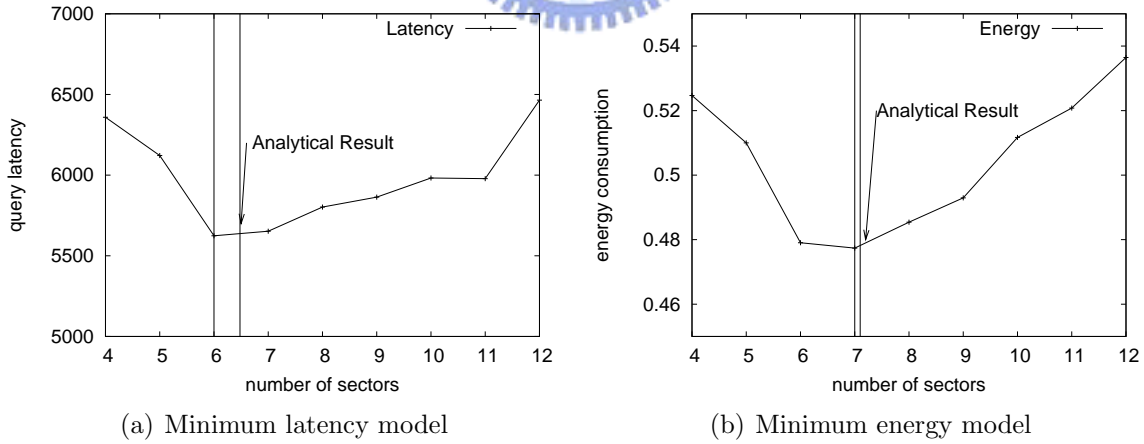 7000
6500
6000
5500
5000
query latency
Latency
Analytical Result
4 5 6 7 8 9 10 11 12
number of sectors
(a) Minimum latency model
0.54
0.52
0.5
0.48
0.46
energy consumption
Energy
Analytical Result
4 5 6 7 8 9 10 11 12
number of sectors
(b) Minimum energy model